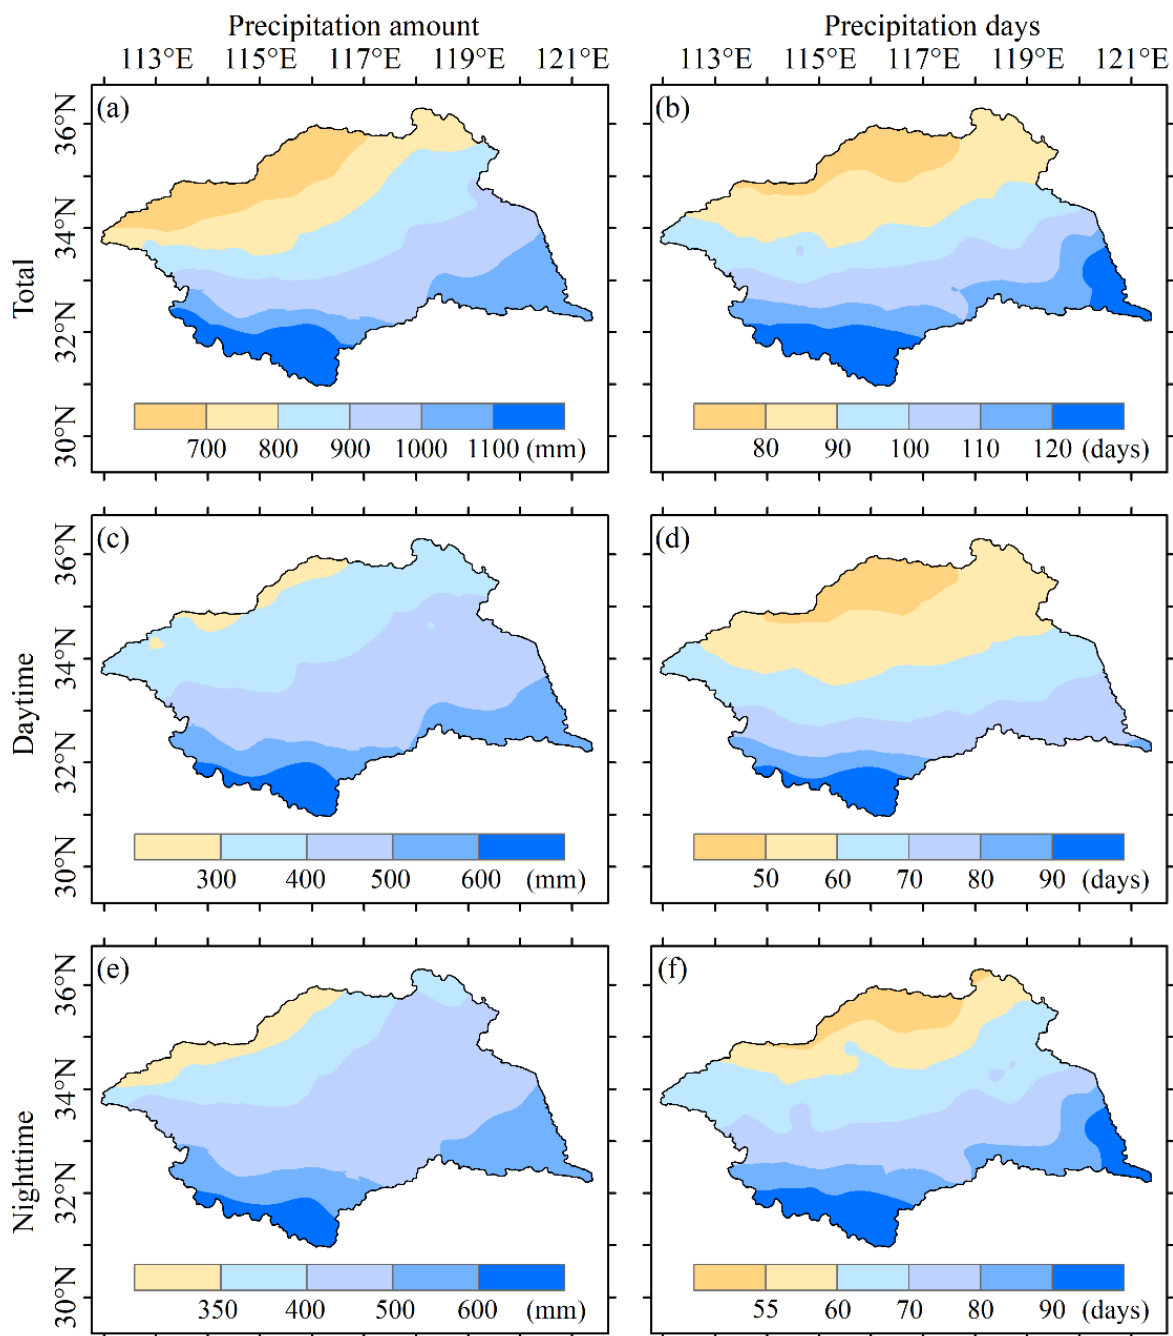 Precipitation amount Precipitation days
113°E 115°E 117°E 119°E 121°E 113°E 115°E 117°E 119°E 121°E
Total
36°N
34°N
32°N
30°N
(a)
700 800 900 1000 1100 (mm)
(b)
80 90 100 110 120 (days)
Daytime
36°N
34°N
32°N
30°N
(c)
300 400 500 600 (mm)
(d)
50 60 70 80 90 (days)
Nighttime
36°N
34°N
32°N
30°N
(e)
350 400 500 600 (mm)
(f)
55 60 70 80 90 (days)